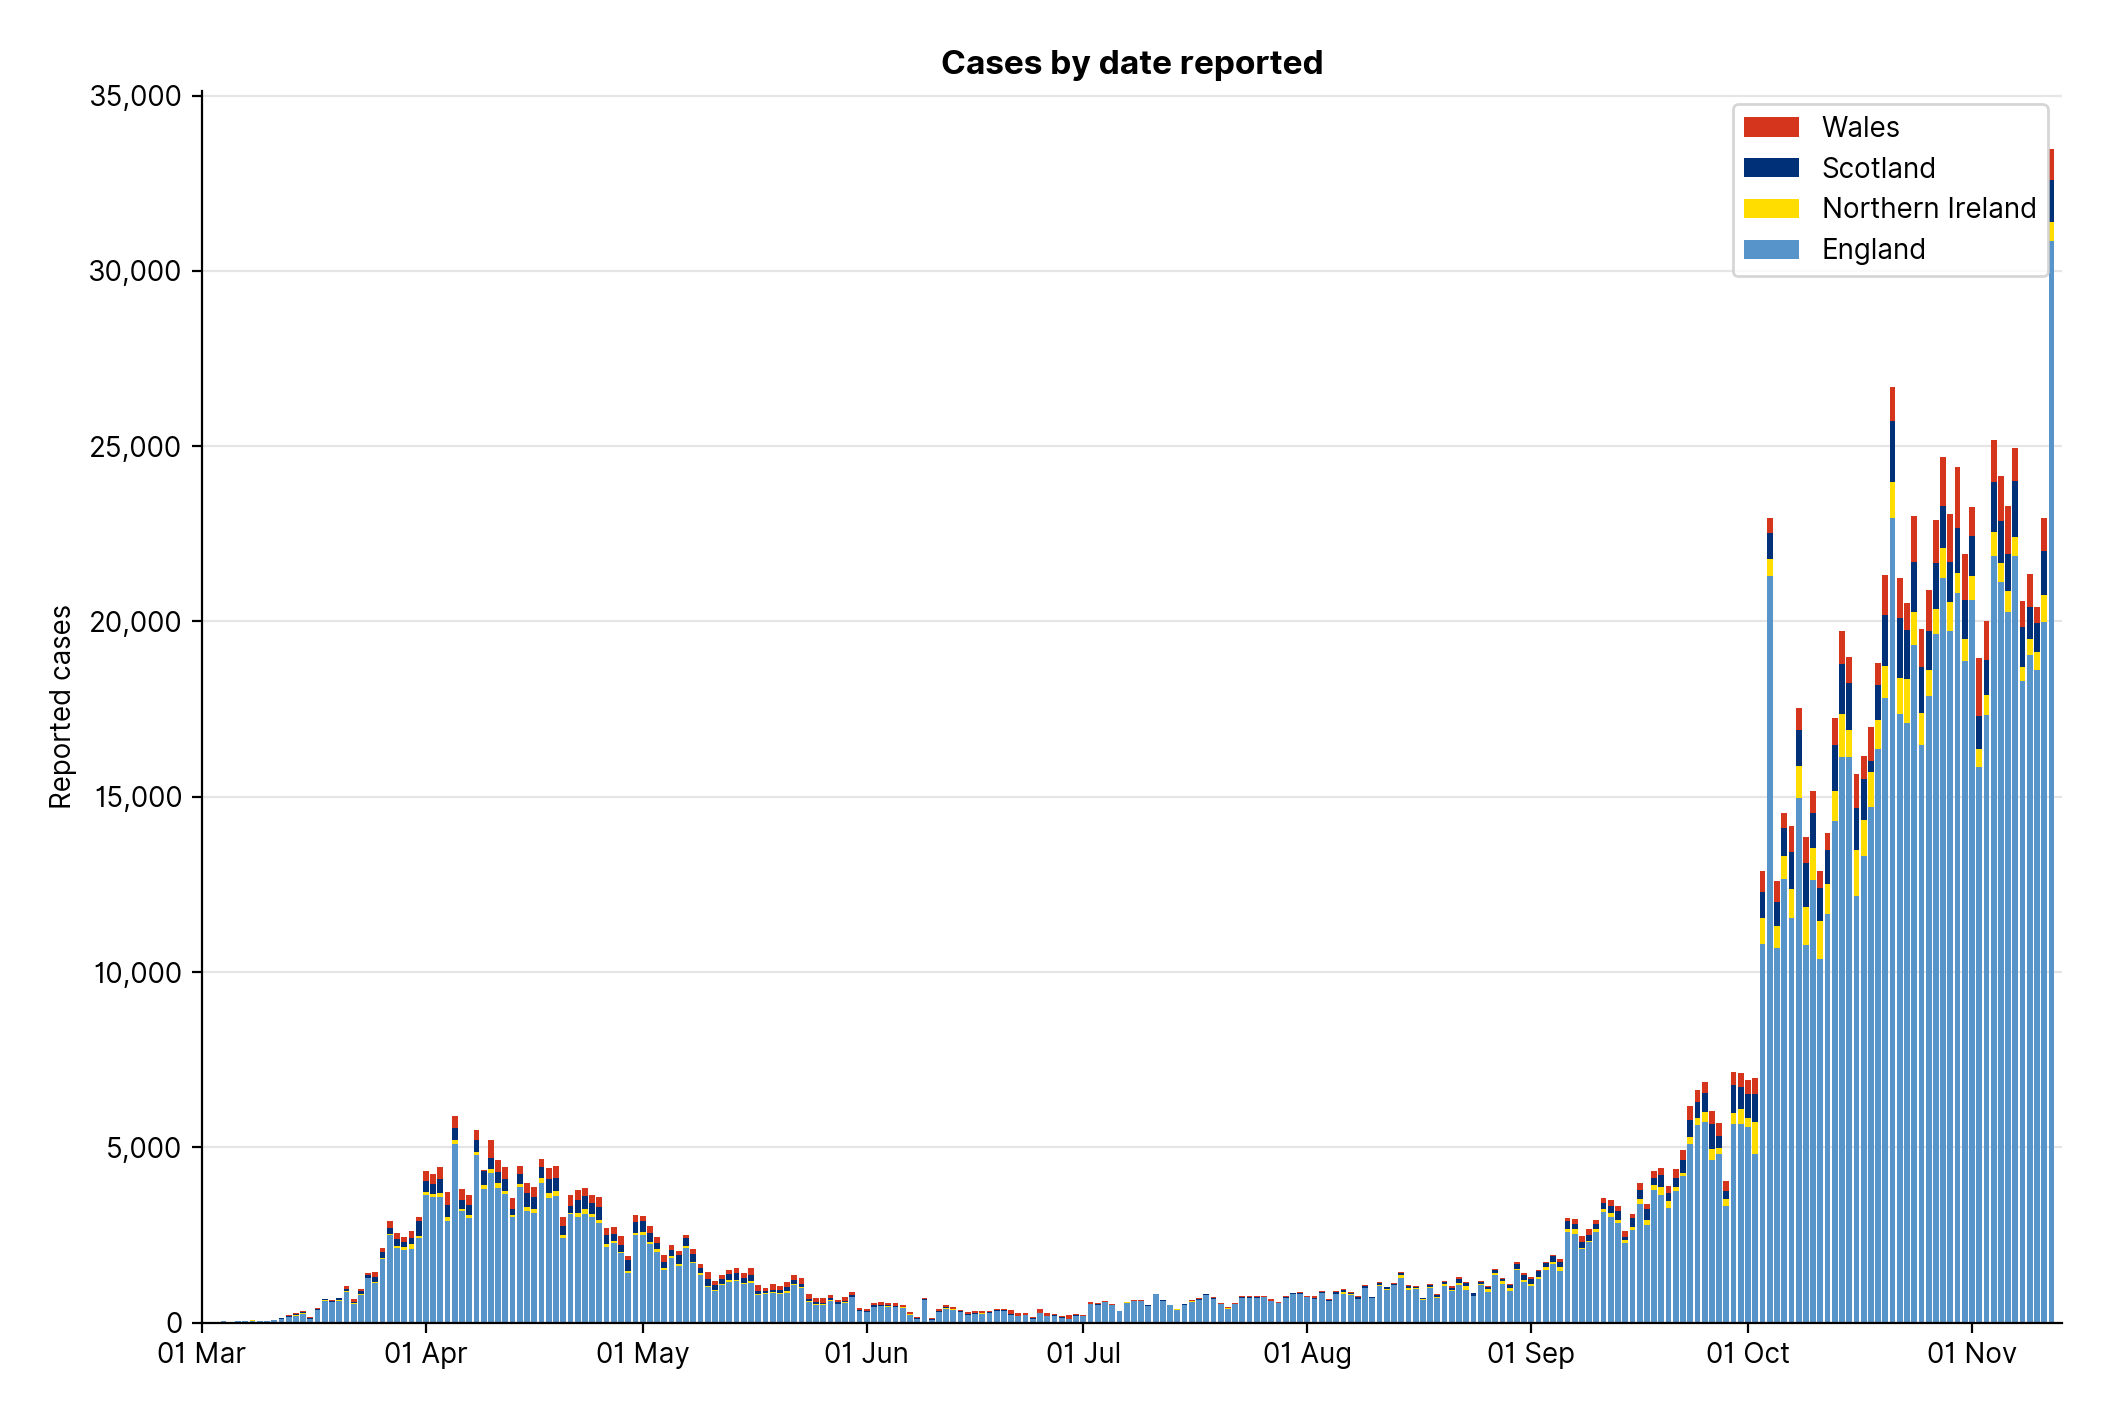 Cases by date reported
35,000
30,000
25,000
20,000
15,000
10,000
5,000
0
Reported cases
Wales
Scotland
Northern Ireland
England
01 Mar
01 Apr
01 May
01 Jun
01 Jul
01 Aug
01 Sep
01 Oct
01 Nov